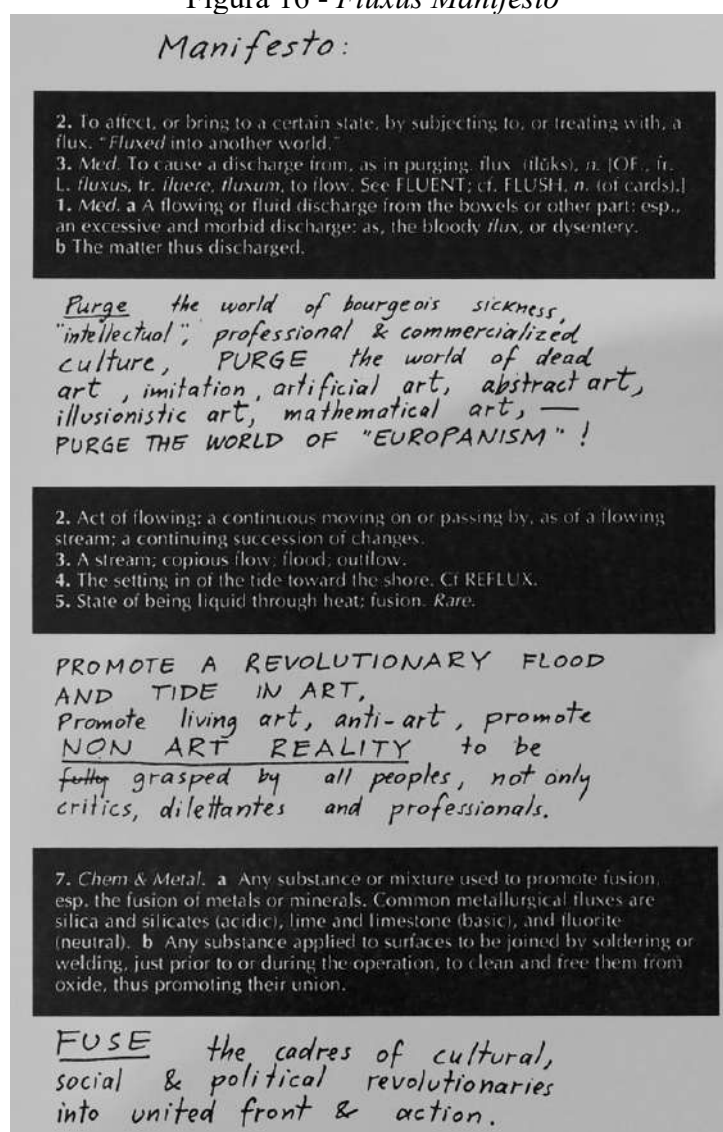 Figura 16 - Fluxus Manifesto
Manifesto:
2. To affect, or bring to a certain state, by subjecting to, or treating with, a
flux. "Fluxed into another world."
3. Med. To cause a discharge from, as in purging. flux (flŭks), n. [OF., fr.
L. fluxus, fr. fluere, fluxum, to flow. See FLUENT; cf. FLUSH, n. (of cards).]
1. Med. a A flowing or fluid discharge from the bowels or other part: esp.,
an excessive and morbid discharge: as, the bloody flux, or dysentery.
b The matter thus discharged.
Purge the world of bourgeois sickness,
"intellectual", professional & commercialized
culture, PURGE the world of dead
art, imitation, artificial art, abstract art,
illusionistic art, mathematical art, —
PURGE THE WORLD OF "EUROPANISM"!
2. Act of flowing: a continuous moving on or passing by, as of a flowing
stream; a continuing succession of changes.
3. A stream; copious flow; flood; outflow.
4. The setting in of the tide toward the shore. Cf REFLUX.
5. State of being liquid through heat; fusion. Rare.
PROMOTE A REVOLUTIONARY FLOOD
AND TIDE IN ART,
Promote living art, anti-art, promote
NON ART REALITY to be
fully grasped by all peoples, not only
critics, dilettantes and professionals.
7. Chem & Metal. a Any substance or mixture used to promote fusion,
esp. the fusion of metals or minerals. Common metallurgical fluxes are
silica and silicates (acidic), lime and limestone (basic), and fluorite
(neutral). b Any substance applied to surfaces to be joined by soldering or
welding, just prior to or during the operation, to clean and free them from
oxide, thus promoting their union.
FUSE the cadres of cultural,
social & political revolutionaries
into united front & action.